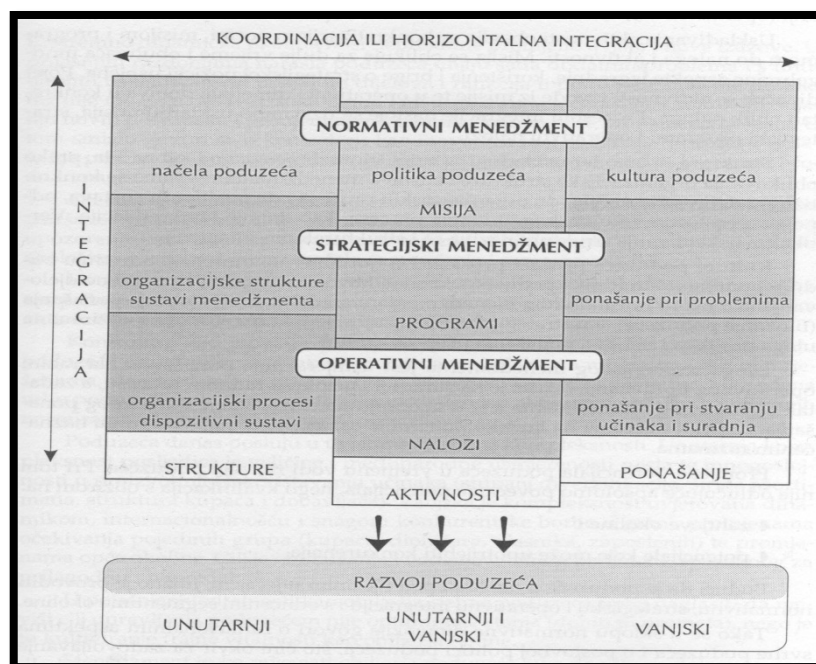 KOORDINACIJA ILI HORIZONTALNA INTEGRACIJA
INTEGRACIJA
NORMATIVNI MENEDŽMENT
načela poduzeća
politika poduzeća
kultura poduzeća
MISIJA
STRATEGIJSKI MENEDŽMENT
organizacijske strukture
sustavi menedžmenta
ponašanje pri problemima
PROGRAMI
OPERATIVNI MENEDŽMENT
organizacijski procesi
dispozitivni sustavi
ponašanje pri stvaranju
učinaka i suradnja
NALOZI
STRUKTURE
PONAŠANJE
AKTIVNOSTI
RAZVOJ PODUZEĆA
UNUTARNJI
UNUTARNJI I
VANJSKI
VANJSKI